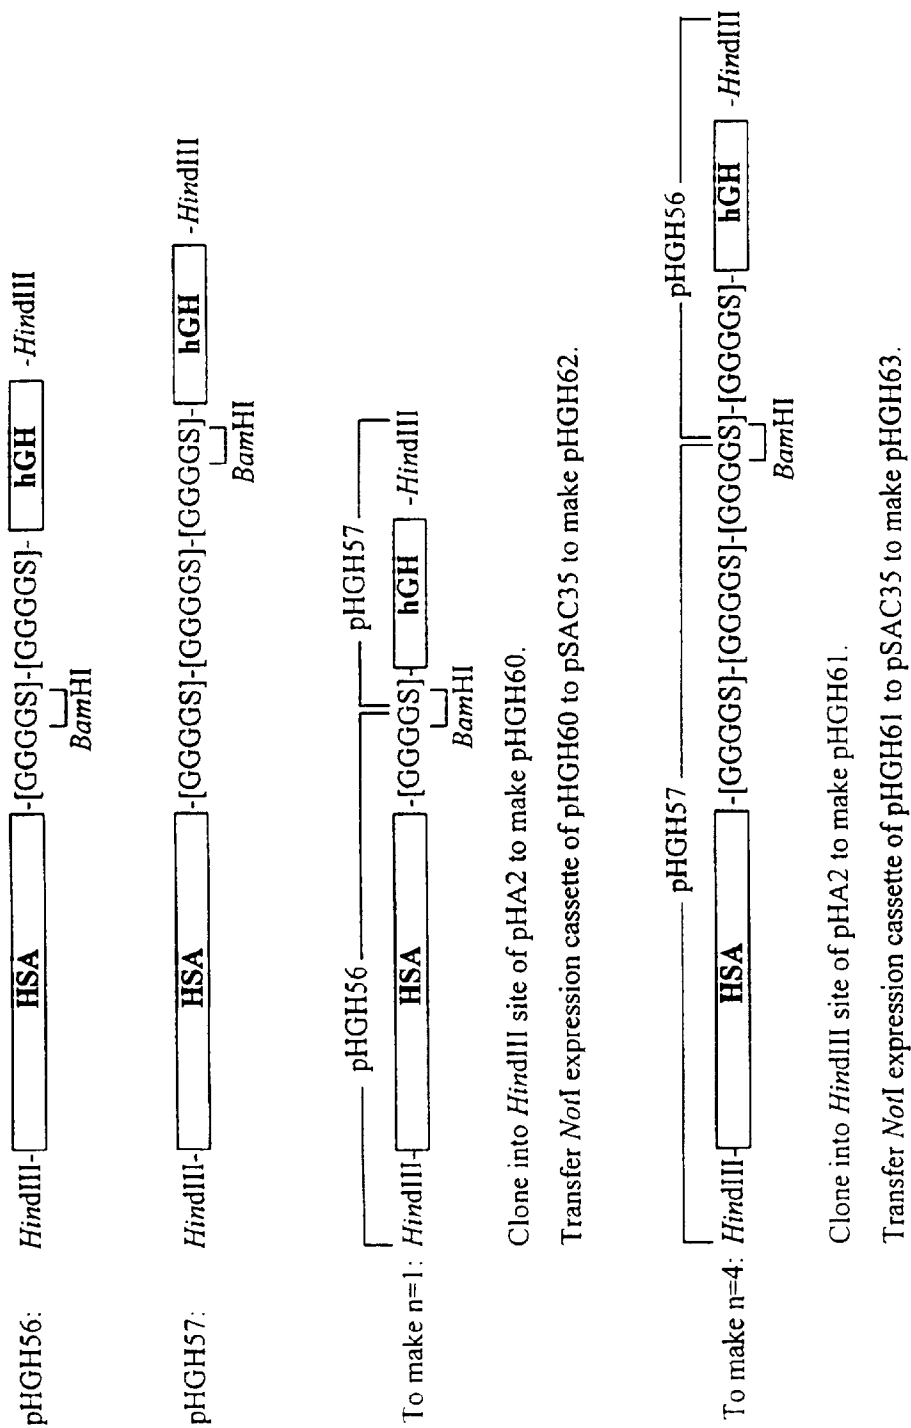 pHGH56: HindIII- HSA -[GGGGS]-[GGGGS]- hGH -HindIII
BamHI
pHGH57: HindIII- HSA -[GGGGS]-[GGGGS]-[GGGGS]- hGH -HindIII
BamHI
pHGH56 pHGH57
To make n=1: HindIII- HSA -[GGGGS]- hGH -HindIII
BamHI
Clone into HindIII site of pHA2 to make pHGH60.
Transfer NotI expression cassette of pHGH60 to pSAC35 to make pHGH62.
pHGH57 pHGH56
To make n=4: HindIII- HSA -[GGGGS]-[GGGGS]-[GGGGS]-[GGGGS]- hGH -HindIII
BamHI
Clone into HindIII site of pHA2 to make pHGH61.
Transfer NotI expression cassette of pHGH61 to pSAC35 to make pHGH63.